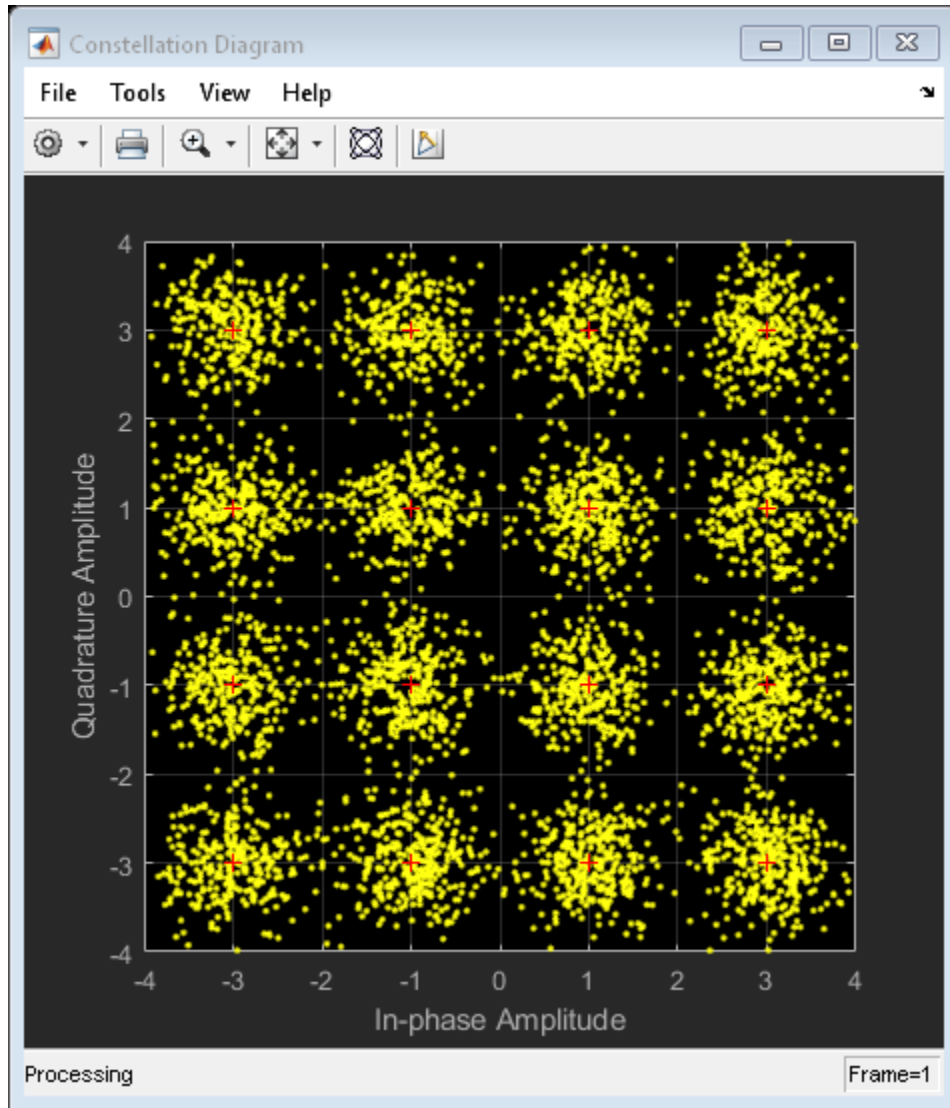 Constellation Diagram
File Tools View Help
4
3
2
1
0
-1
-2
-3
-4
Quadrature Amplitude
-4 -3 -2 -1 0 1 2 3 4
In-phase Amplitude
Processing Frame=1